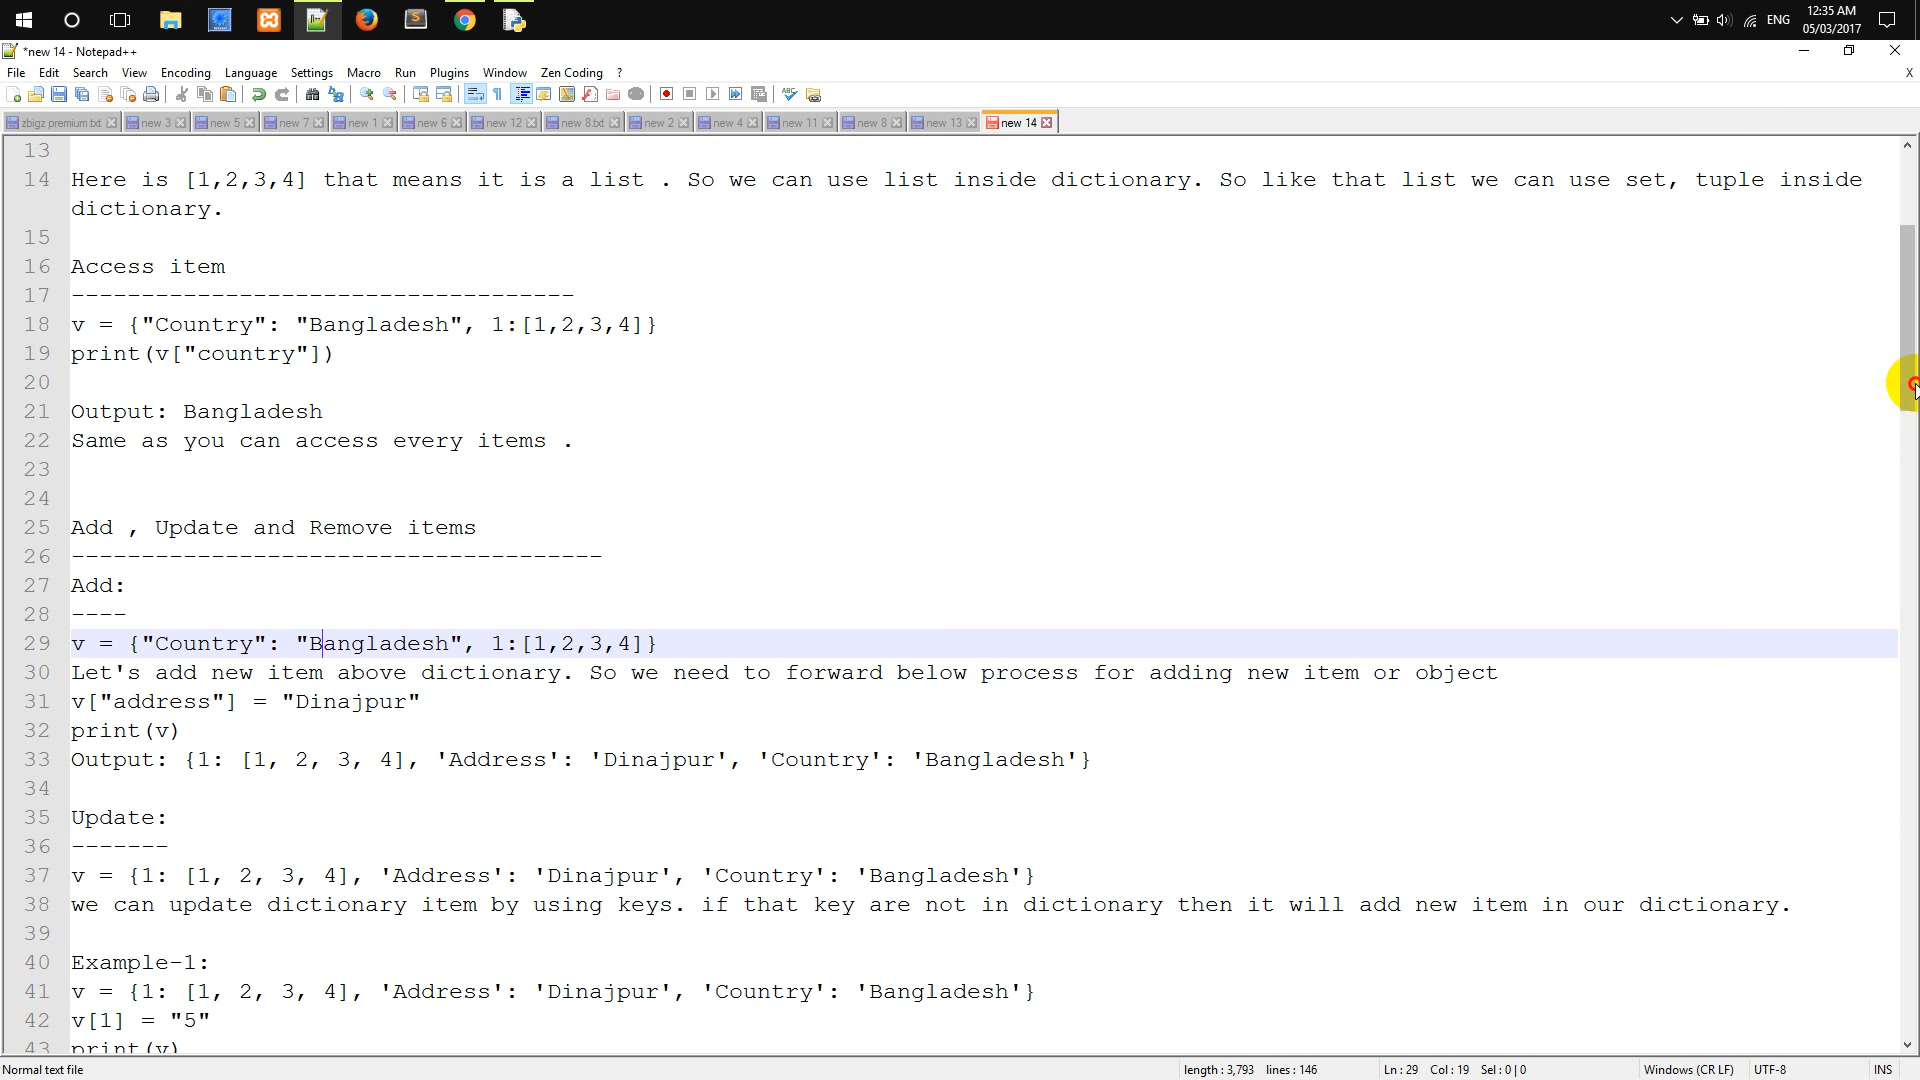 12:35 AM
ENG
05/03/2017
*new 14 - Notepad++
File Edit Search View Encoding Language Settings Macro Run Plugins Window Zen Coding ? X
zbigz premium.txt new 3 new 5 new 7 new 1 new 6 new 12 new 8.txt new 2 new 4 new 11 new 8 new 13 new 14
13
14 Here is [1,2,3,4] that means it is a list . So we can use list inside dictionary. So like that list we can use set, tuple inside
dictionary.
15
16 Access item
17 ------------------------------------
18 v = {"Country": "Bangladesh", 1:[1,2,3,4]}
19 print(v["country"])
20
21 Output: Bangladesh
22 Same as you can access every items .
23
24
25 Add , Update and Remove items
26 --------------------------------------
27 Add:
28 ----
29 v = {"Country": "Bangladesh", 1:[1,2,3,4]}
30 Let's add new item above dictionary. So we need to forward below process for adding new item or object
31 v["address"] = "Dinajpur"
32 print(v)
33 Output: {1: [1, 2, 3, 4], 'Address': 'Dinajpur', 'Country': 'Bangladesh'}
34
35 Update:
36 -------
37 v = {1: [1, 2, 3, 4], 'Address': 'Dinajpur', 'Country': 'Bangladesh'}
38 we can update dictionary item by using keys. if that key are not in dictionary then it will add new item in our dictionary.
39
40 Example-1:
41 v = {1: [1, 2, 3, 4], 'Address': 'Dinajpur', 'Country': 'Bangladesh'}
42 v[1] = "5"
43 print(v)
Normal text file length : 3,793 lines : 146 Ln : 29 Col : 19 Sel : 0 | 0 Windows (CR LF) UTF-8 INS